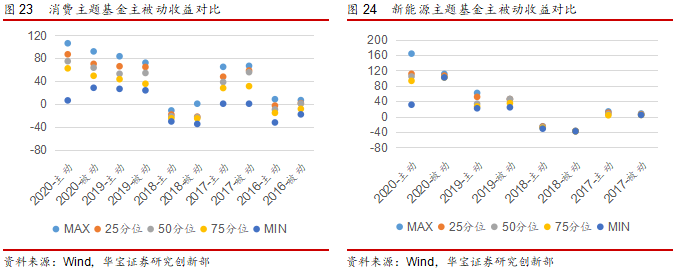 图 23 消费主题基金主被动收益对比
120
80
40
0
-40
-80
2020-主动
2020-被动
2019-主动
2019-被动
2018-主动
2018-被动
2017-主动
2017-被动
2016-主动
2016-被动
MAX 25分位 50分位 75分位 MIN
资料来源：Wind，华宝证券研究创新部
图 24 新能源主题基金主被动收益对比
200
160
120
80
40
0
-40
-80
2020-主动
2020-被动
2019-主动
2019-被动
2018-主动
2018-被动
2017-主动
2017-被动
MAX 25分位 50分位 75分位 MIN
资料来源：Wind，华宝证券研究创新部